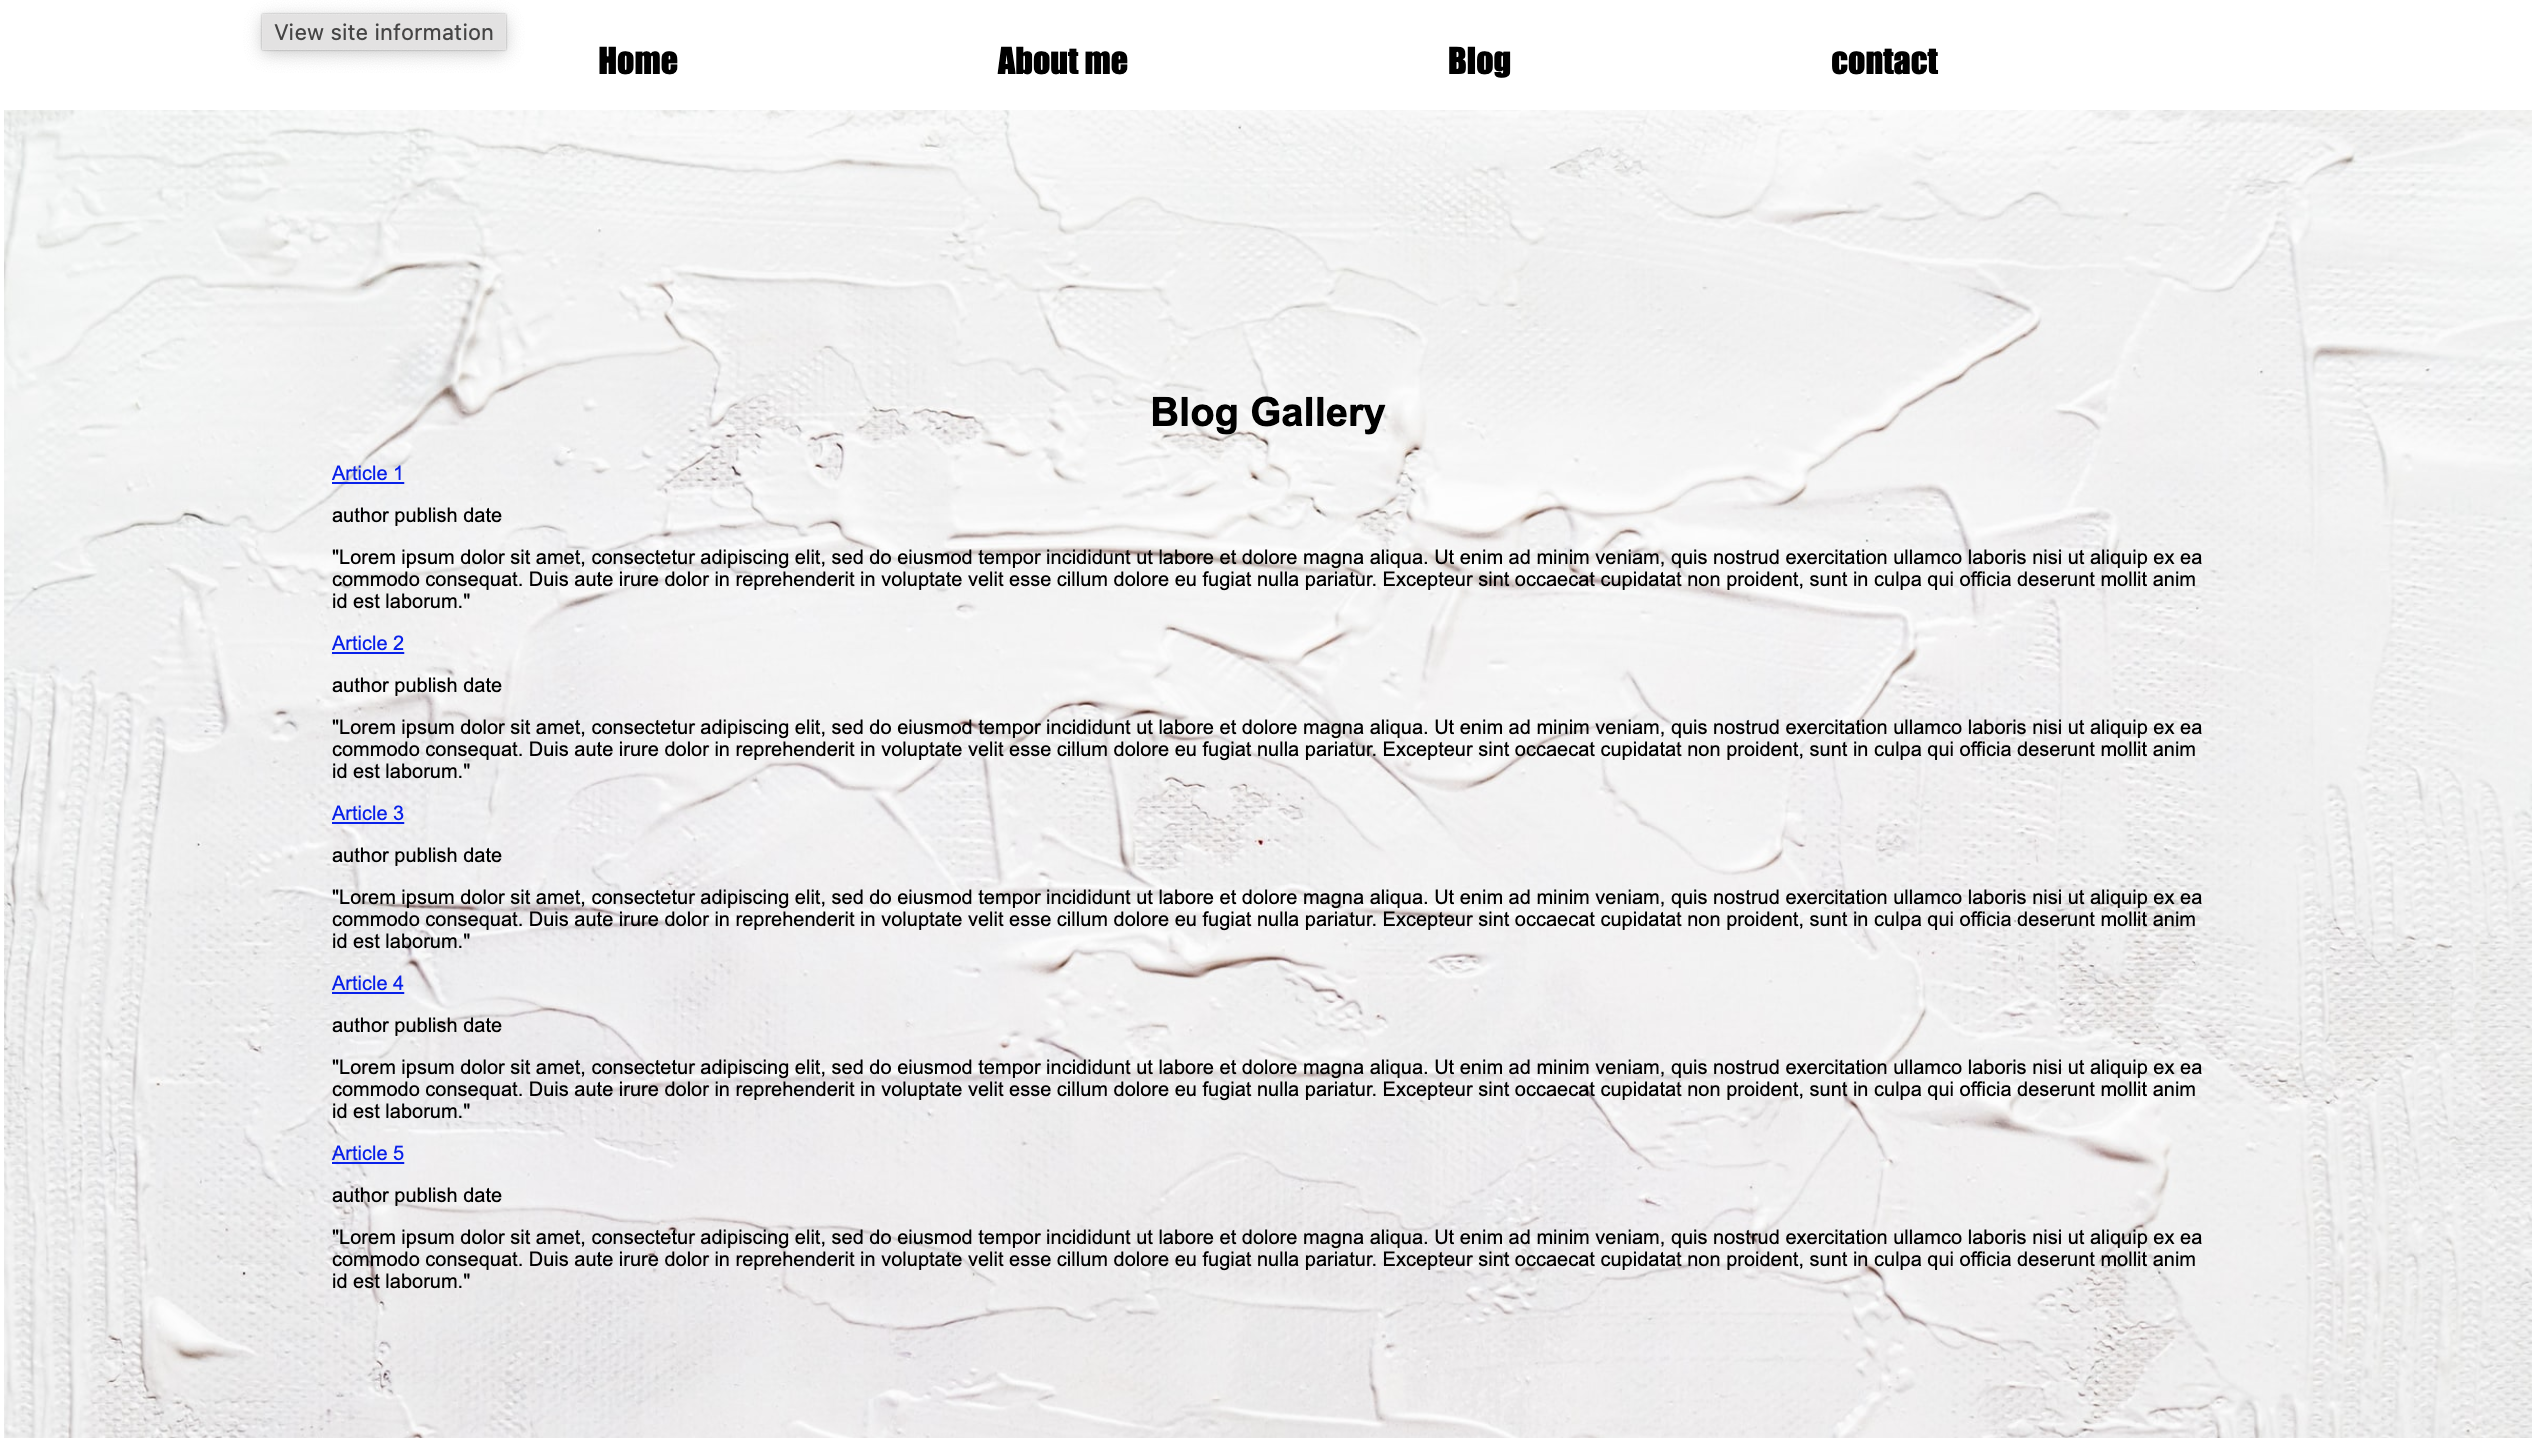 View site information
Home About me Blog contact
Blog Gallery
Article 1
author publish date
"Lorem ipsum dolor sit amet, consectetur adipiscing elit, sed do eiusmod tempor incididunt ut labore et dolore magna aliqua. Ut enim ad minim veniam, quis nostrud exercitation ullamco laboris nisi ut aliquip ex ea
commodo consequat. Duis aute irure dolor in reprehenderit in voluptate velit esse cillum dolore eu fugiat nulla pariatur. Excepteur sint occaecat cupidatat non proident, sunt in culpa qui officia deserunt mollit anim
id est laborum."
Article 2
author publish date
"Lorem ipsum dolor sit amet, consectetur adipiscing elit, sed do eiusmod tempor incididunt ut labore et dolore magna aliqua. Ut enim ad minim veniam, quis nostrud exercitation ullamco laboris nisi ut aliquip ex ea
commodo consequat. Duis aute irure dolor in reprehenderit in voluptate velit esse cillum dolore eu fugiat nulla pariatur. Excepteur sint occaecat cupidatat non proident, sunt in culpa qui officia deserunt mollit anim
id est laborum."
Article 3
author publish date
"Lorem ipsum dolor sit amet, consectetur adipiscing elit, sed do eiusmod tempor incididunt ut labore et dolore magna aliqua. Ut enim ad minim veniam, quis nostrud exercitation ullamco laboris nisi ut aliquip ex ea
commodo consequat. Duis aute irure dolor in reprehenderit in voluptate velit esse cillum dolore eu fugiat nulla pariatur. Excepteur sint occaecat cupidatat non proident, sunt in culpa qui officia deserunt mollit anim
id est laborum."
Article 4
author publish date
"Lorem ipsum dolor sit amet, consectetur adipiscing elit, sed do eiusmod tempor incididunt ut labore et dolore magna aliqua. Ut enim ad minim veniam, quis nostrud exercitation ullamco laboris nisi ut aliquip ex ea
commodo consequat. Duis aute irure dolor in reprehenderit in voluptate velit esse cillum dolore eu fugiat nulla pariatur. Excepteur sint occaecat cupidatat non proident, sunt in culpa qui officia deserunt mollit anim
id est laborum."
Article 5
author publish date
"Lorem ipsum dolor sit amet, consectetur adipiscing elit, sed do eiusmod tempor incididunt ut labore et dolore magna aliqua. Ut enim ad minim veniam, quis nostrud exercitation ullamco laboris nisi ut aliquip ex ea
commodo consequat. Duis aute irure dolor in reprehenderit in voluptate velit esse cillum dolore eu fugiat nulla pariatur. Excepteur sint occaecat cupidatat non proident, sunt in culpa qui officia deserunt mollit anim
id est laborum."